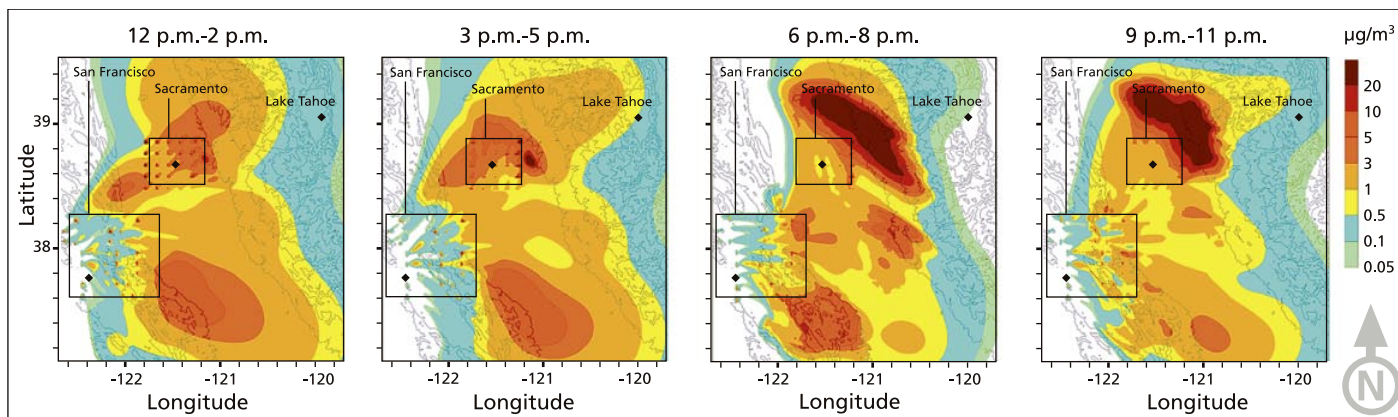 12 p.m.-2 p.m.
3 p.m.-5 p.m.
6 p.m.-8 p.m.
9 p.m.-11 p.m.
µg/m³
San Francisco
Sacramento
Lake Tahoe
San Francisco
Sacramento
Lake Tahoe
San Francisco
Sacramento
Lake Tahoe
San Francisco
Sacramento
Lake Tahoe
20
10
5
3
1
0.5
0.1
0.05
39
38
Latitude
-122
-121
-120
-122
-121
-120
-122
-121
-120
-122
-121
-120
Longitude
Longitude
Longitude
Longitude
N